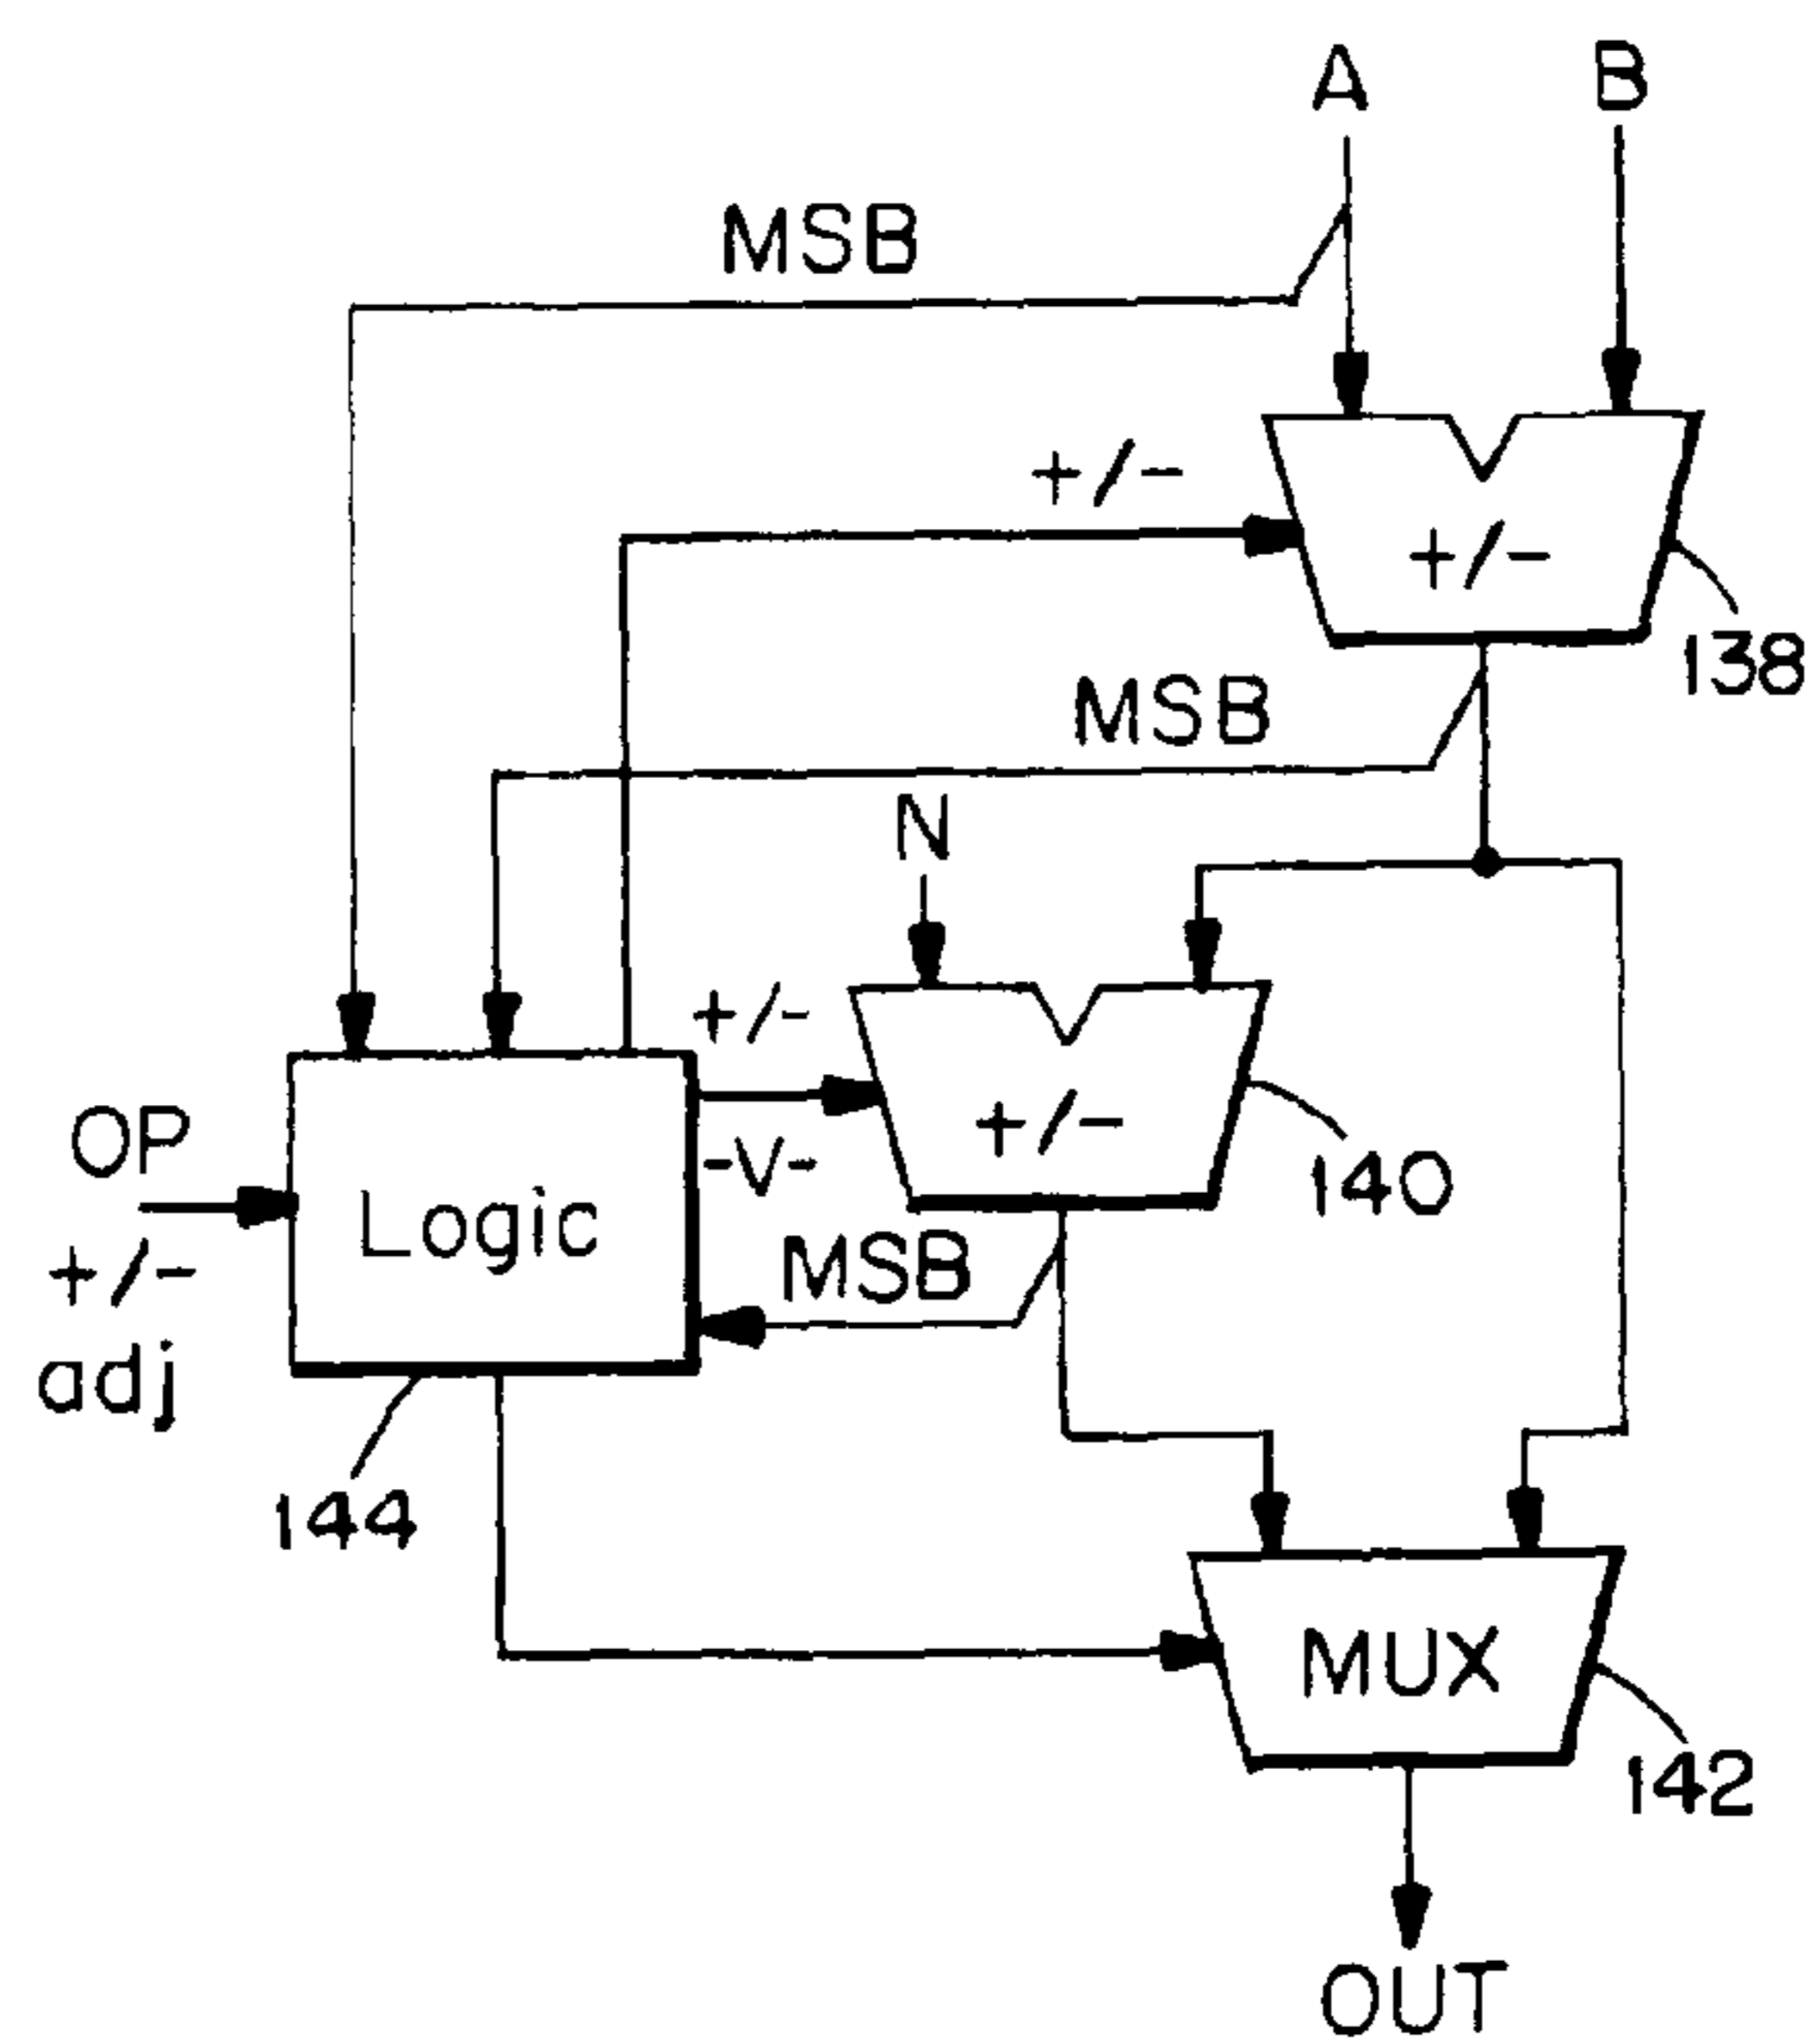 A B
MSB
+/-
+/-
138
MSB
N
+/-
OP
+/-
-V-
140
Logic
+/-
MSB
adj
144
MUX
142
OUT